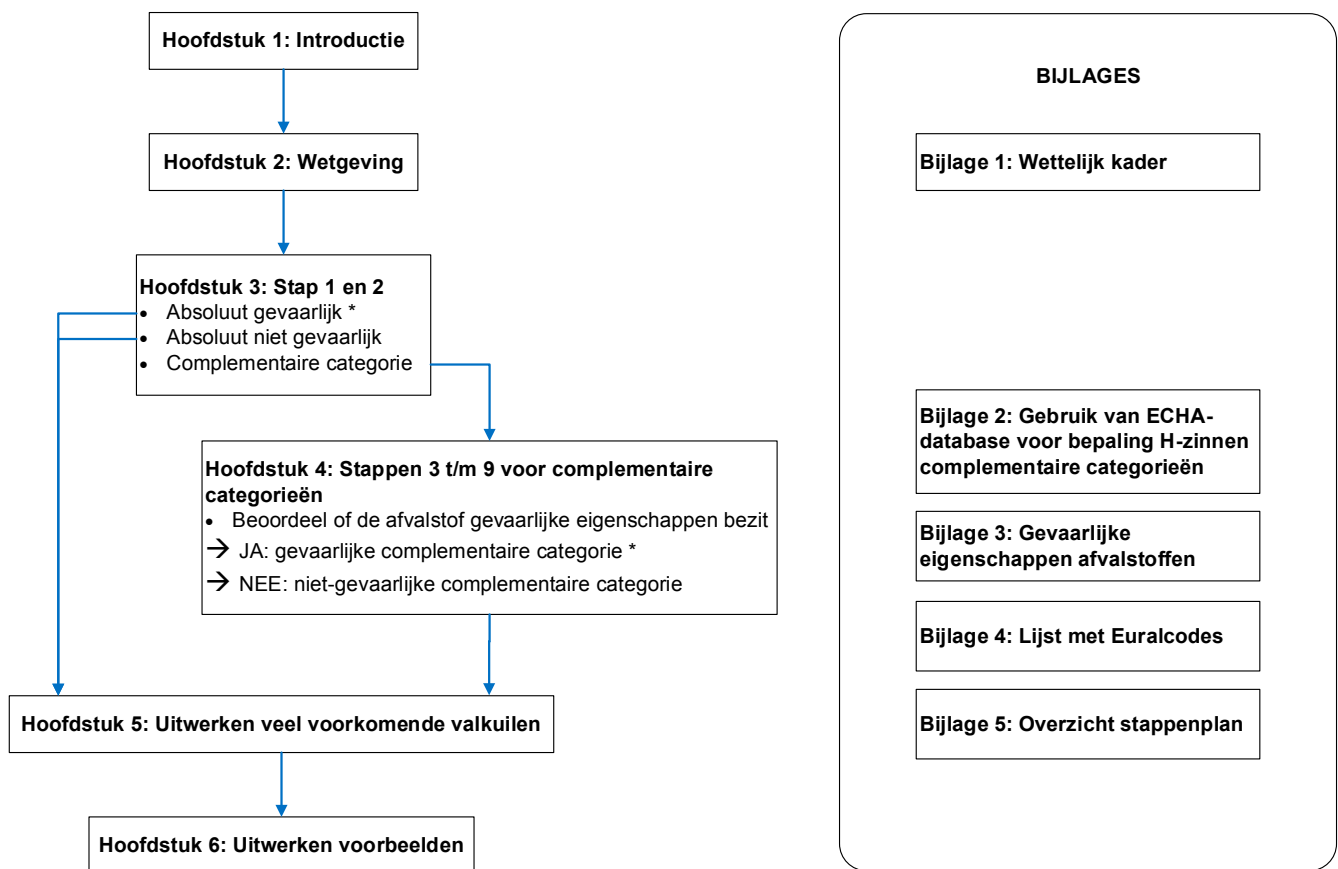 Hoofdstuk 1: Introductie
Hoofdstuk 2: Wetgeving
Hoofdstuk 3: Stap 1 en 2
• Absoluut gevaarlijk *
• Absoluut niet gevaarlijk
• Complementaire categorie
Hoofdstuk 4: Stappen 3 t/m 9 voor complementaire
categorieën
• Beoordeel of de afvalstof gevaarlijke eigenschappen bezit
→ JA: gevaarlijke complementaire categorie *
→ NEE: niet-gevaarlijke complementaire categorie
Hoofdstuk 5: Uitwerken veel voorkomende valkuilen
Hoofdstuk 6: Uitwerken voorbeelden
BIJLAGES
Bijlage 1: Wettelijk kader
Bijlage 2: Gebruik van ECHA-
database voor bepaling H-zinnen
complementaire categorieën
Bijlage 3: Gevaarlijke
eigenschappen afvalstoffen
Bijlage 4: Lijst met Euralcodes
Bijlage 5: Overzicht stappenplan